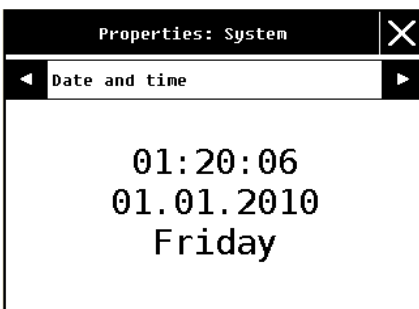 Properties: System
Date and time
01:20:06
01.01.2010
Friday